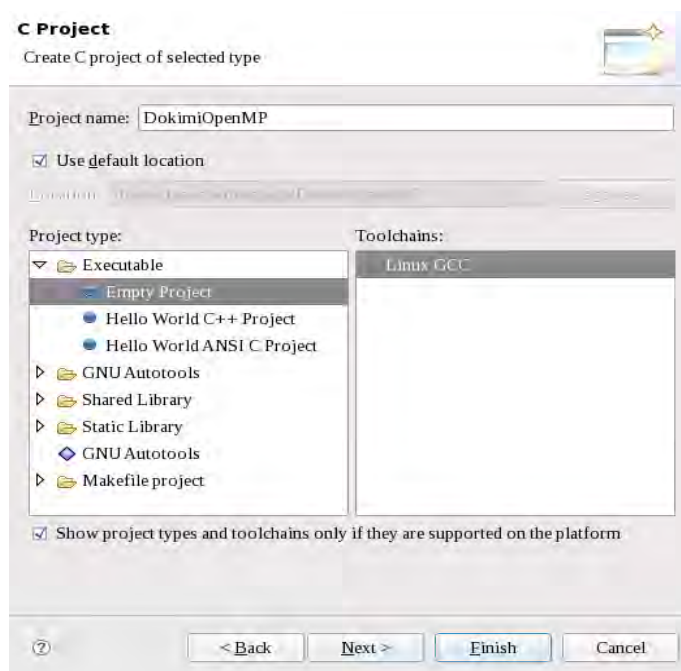 C Project
Create C project of selected type
Project name: DokimiOpenMP
Use default location
Project type:
Toolchains:
Executable
Linux GCC
Empty Project
Hello World C++ Project
Hello World ANSI C Project
GNU Autotools
Shared Library
Static Library
GNU Autotools
Makefile project
Show project types and toolchains only if they are supported on the platform
? < Back Next > Finish Cancel